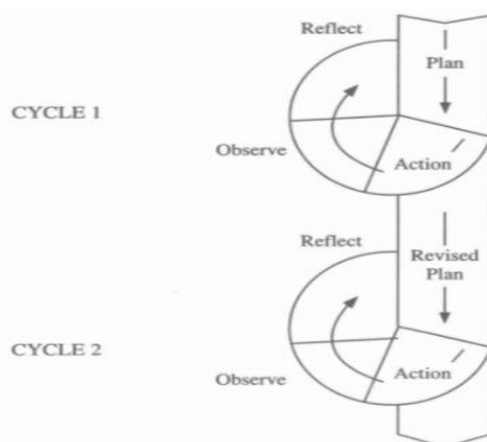 Reflect
Plan
CYCLE 1
Observe
Action
Reflect
Revised
Plan
CYCLE 2
Observe
Action